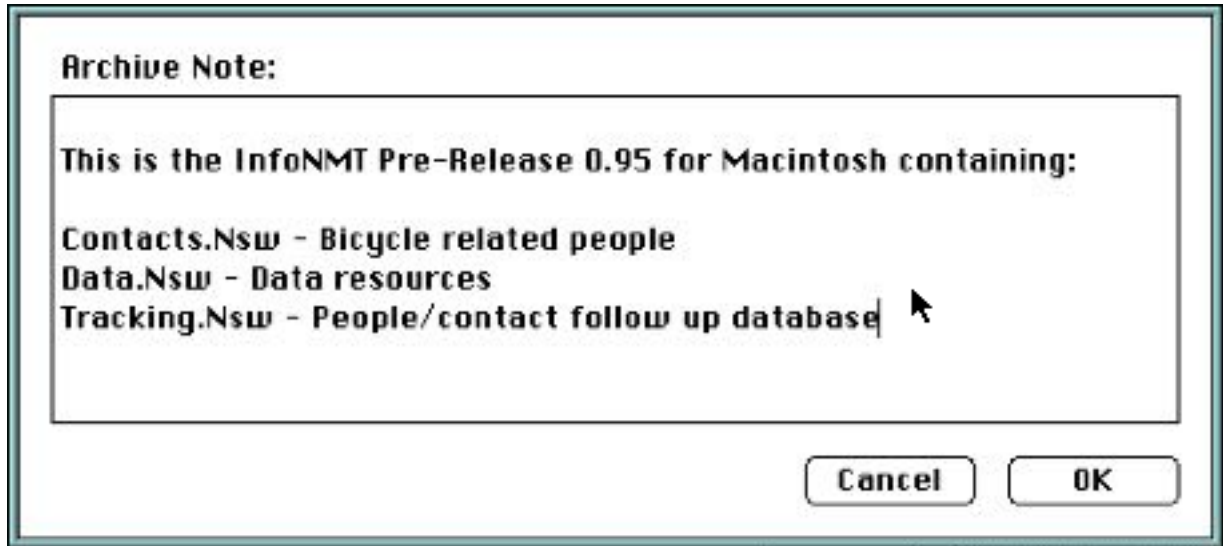 Archive Note:
This is the InfoNMT Pre-Release 0.95 for Macintosh containing:
Contacts.Nsw - Bicycle related people
Data.Nsw - Data resources
Tracking.Nsw - People/contact follow up database
Cancel
OK